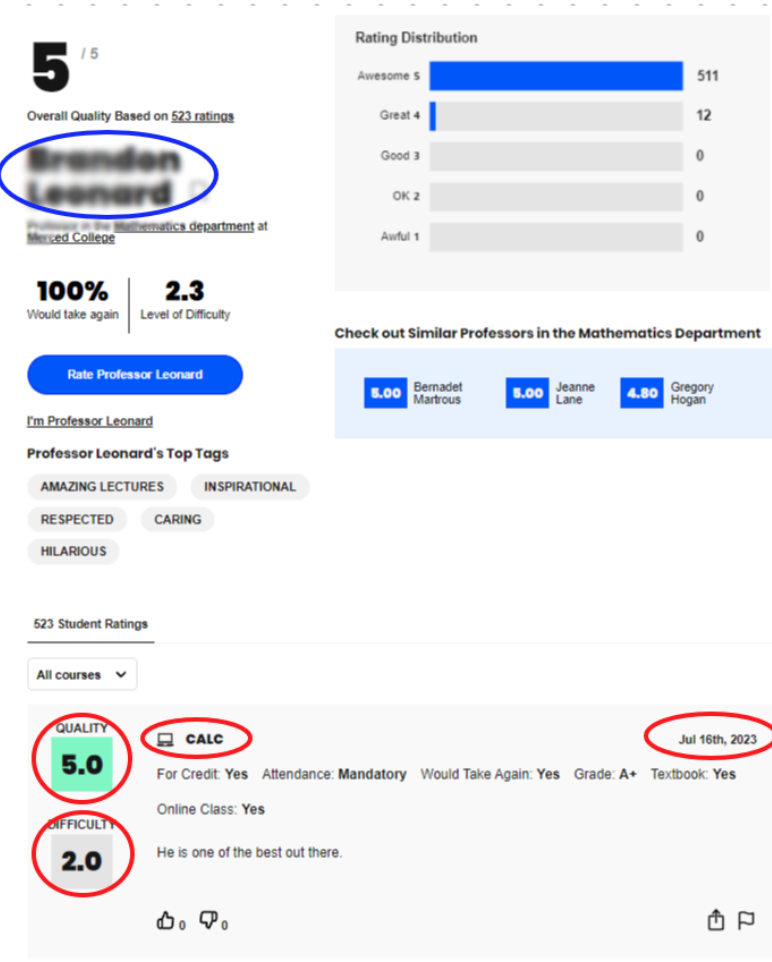 5 / 5
Overall Quality Based on 523 ratings
Mathematics department at
Merced College
100%
Would take again
2.3
Level of Difficulty
Rate Professor Leonard
I'm Professor Leonard
Professor Leonard's Top Tags
AMAZING LECTURES INSPIRATIONAL
RESPECTED CARING
HILARIOUS
Rating Distribution
Awesome 5 511
Great 4 12
Good 3 0
OK 2 0
Awful 1 0
Check out Similar Professors in the Mathematics Department
5.00 Bernadet Martrous
5.00 Jeanne Lane
4.80 Gregory Hogan
523 Student Ratings
All courses
QUALITY
5.0
DIFFICULTY
2.0
CALC Jul 16th, 2023
For Credit: Yes Attendance: Mandatory Would Take Again: Yes Grade: A+ Textbook: Yes
Online Class: Yes
He is one of the best out there.
0 0